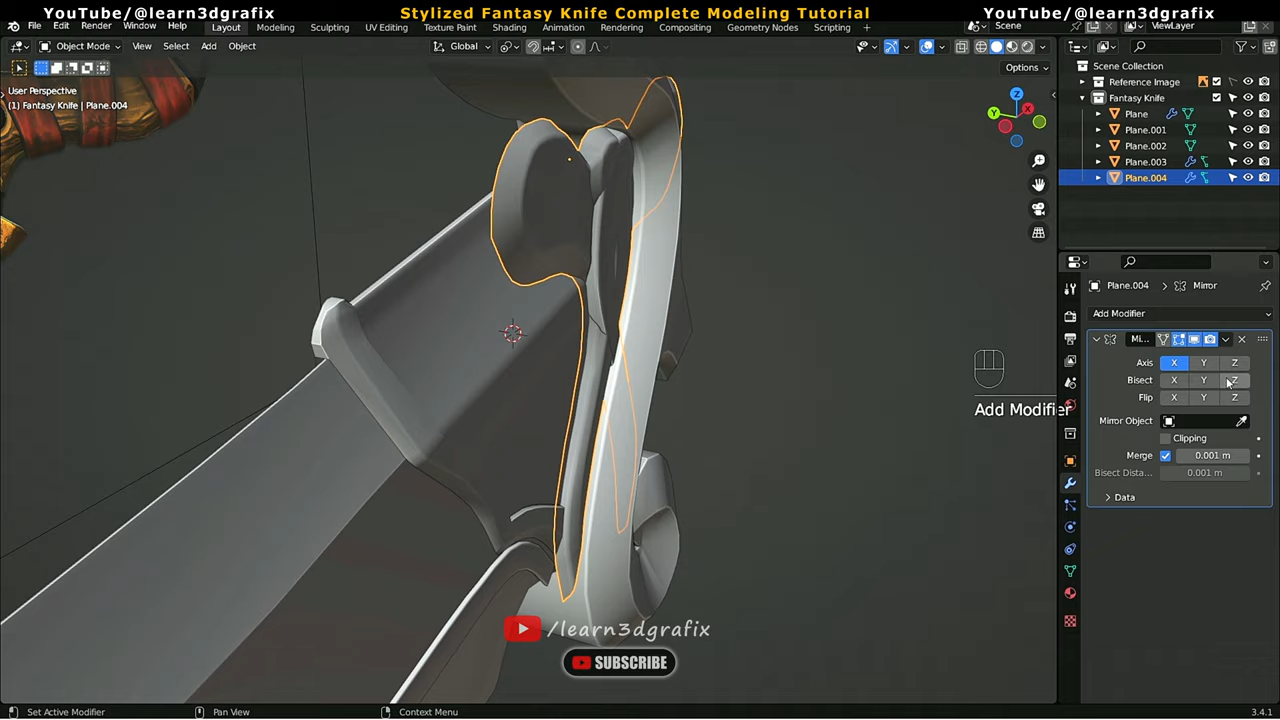 YouTube/@learn3dgrafix Stylized Fantasy Knife Complete Modeling Tutorial YouTube/@learn3dgrafix
File Edit Render Window Help Layout Modeling Sculpting UV Editing Texture Paint Shading Animation Rendering Compositing Geometry Nodes Scripting + Scene ViewLayer
Object Mode View Select Add Object Global
Options
User Perspective
(1) Fantasy Knife | Plane.004
Z
X
Y
Scene Collection
Reference Image
Fantasy Knife
Plane
Plane.001
Plane.002
Plane.003
Plane.004
Plane.004 > Mirror
Add Modifier
Mi...
Axis X Y Z
Bisect X Y Z
Flip X Y Z
Mirror Object
Clipping
Merge 0.001 m
Bisect Dista... 0.001 m
Data
Add Modifier
/learn3dgrafix
SUBSCRIBE
Set Active Modifier Pan View Context Menu 3.4.1